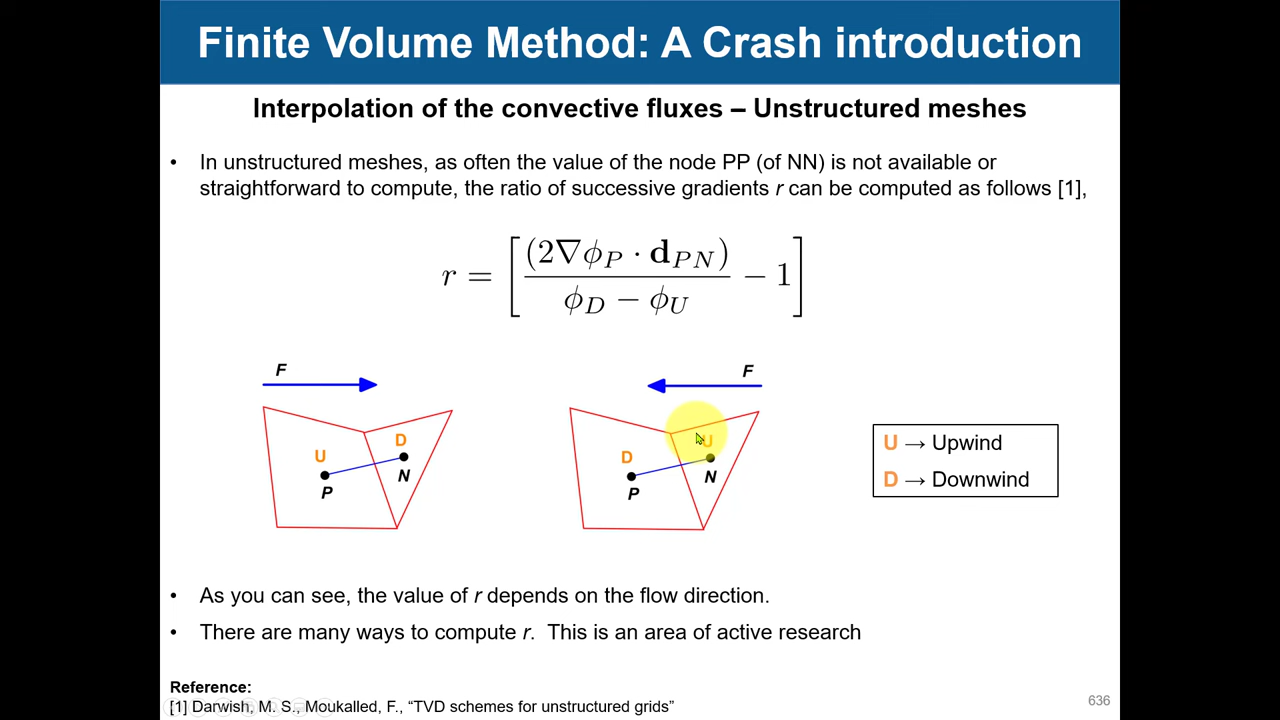 Finite Volume Method: A Crash introduction
Interpolation of the convective fluxes – Unstructured meshes
• In unstructured meshes, as often the value of the node PP (of NN) is not available or
straightforward to compute, the ratio of successive gradients r can be computed as follows [1],
r = [ (2∇ϕ_P · d_PN) / (ϕ_D − ϕ_U) − 1 ]
F
F
U
D
P
N
D
U
P
N
U → Upwind
D → Downwind
• As you can see, the value of r depends on the flow direction.
• There are many ways to compute r. This is an area of active research
Reference:
[1] Darwish, M. S., Moukalled, F., “TVD schemes for unstructured grids”
636